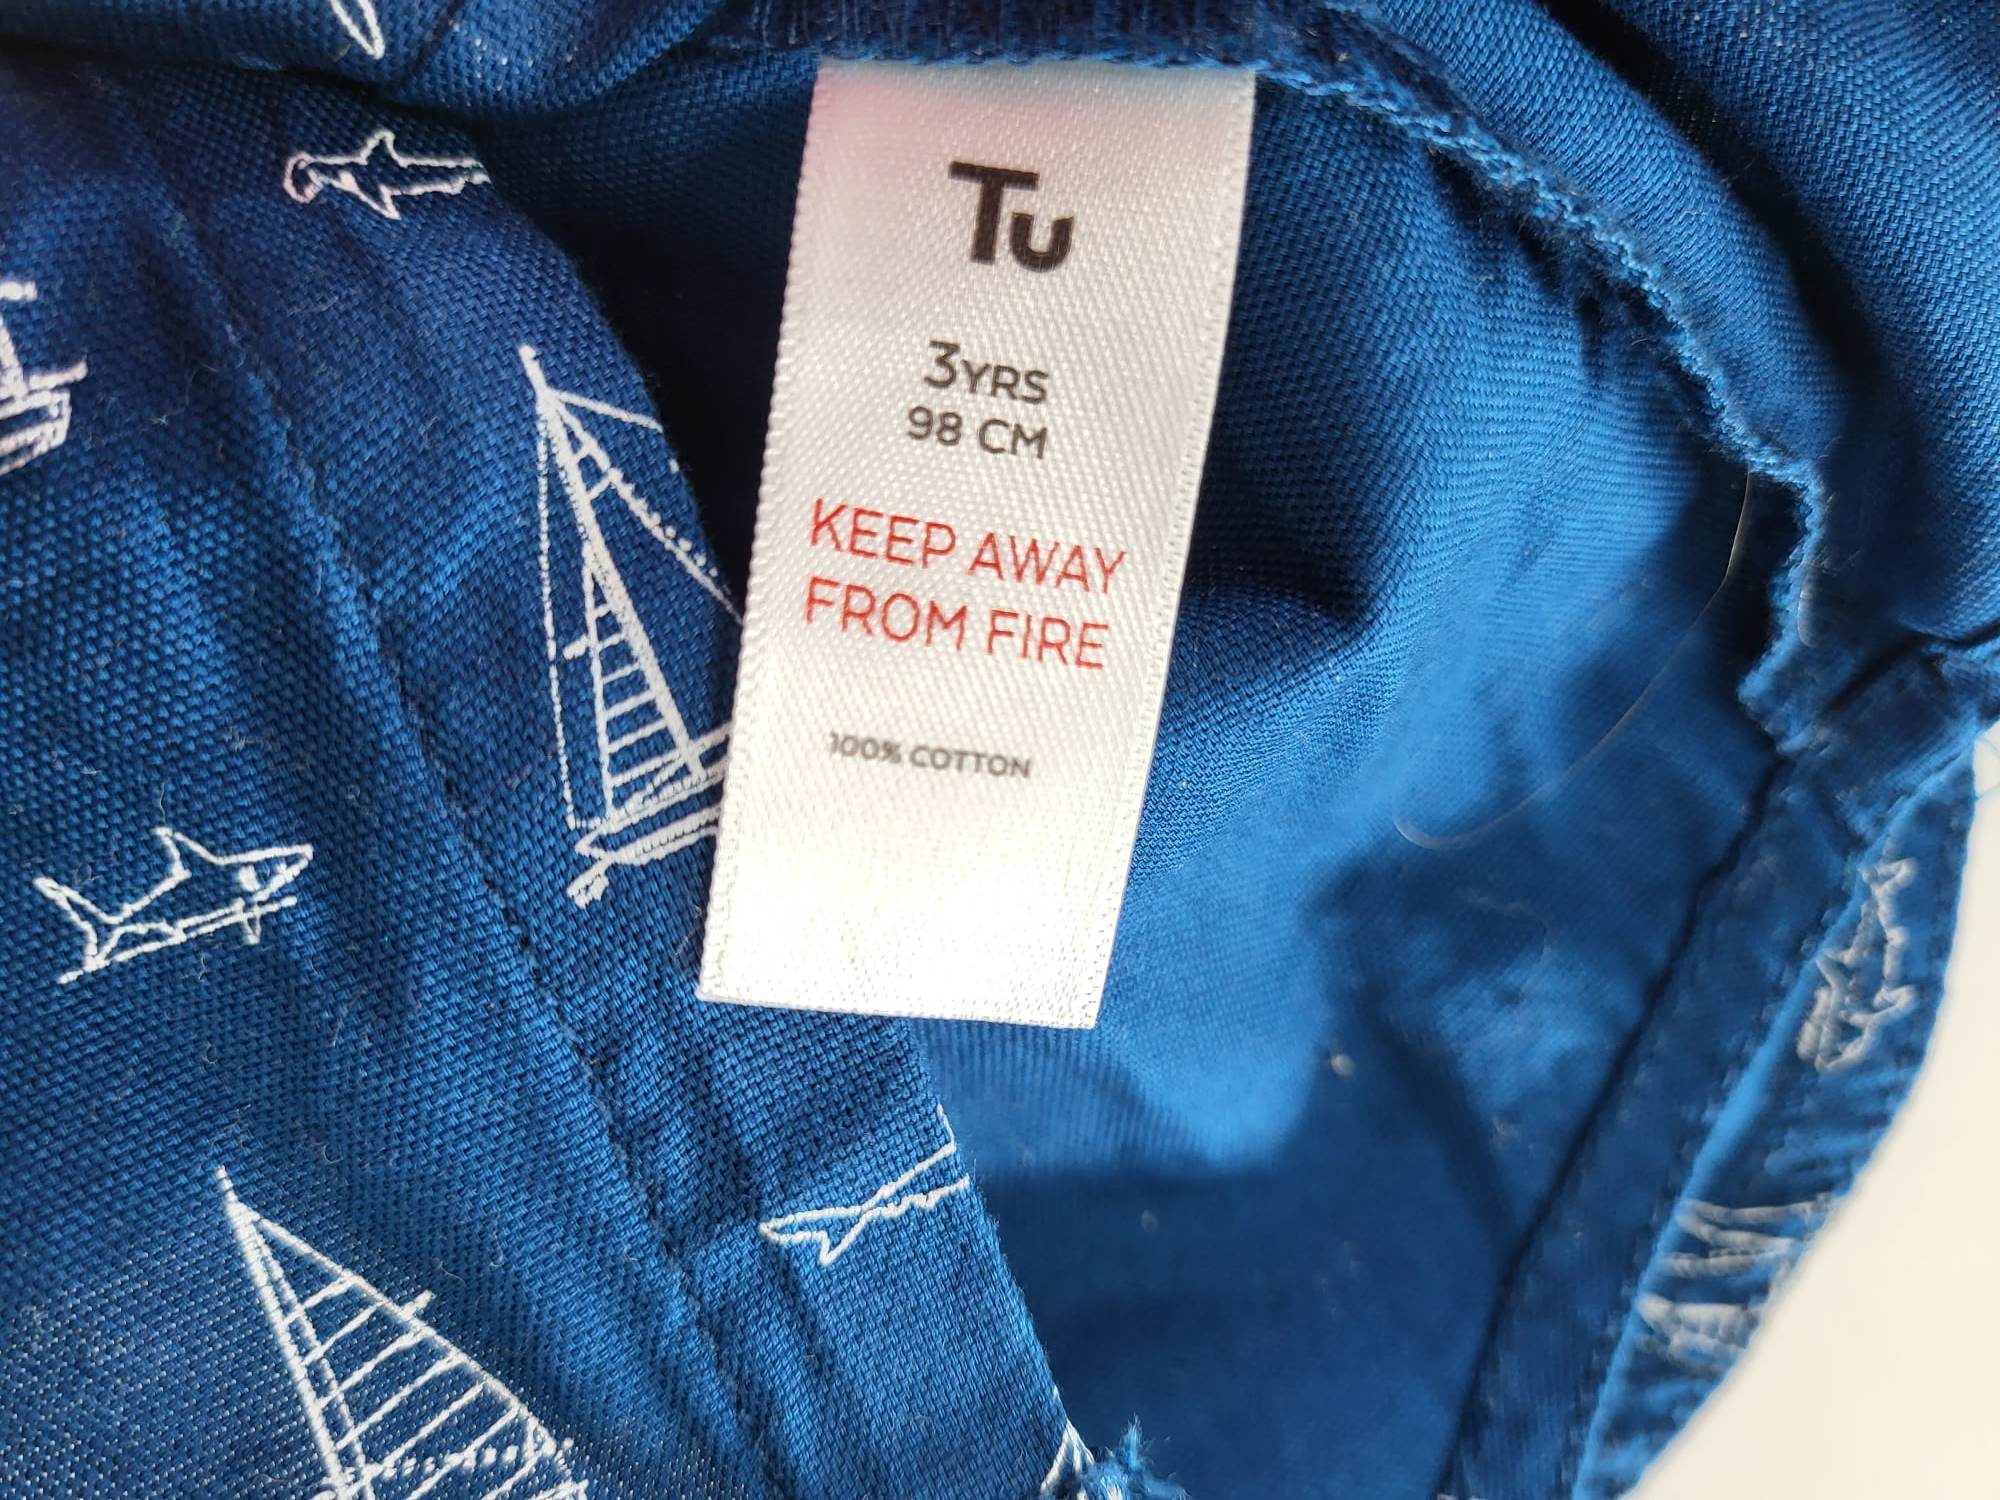 Tu
3YRS
98 CM
KEEP AWAY
FROM FIRE
100% COTTON